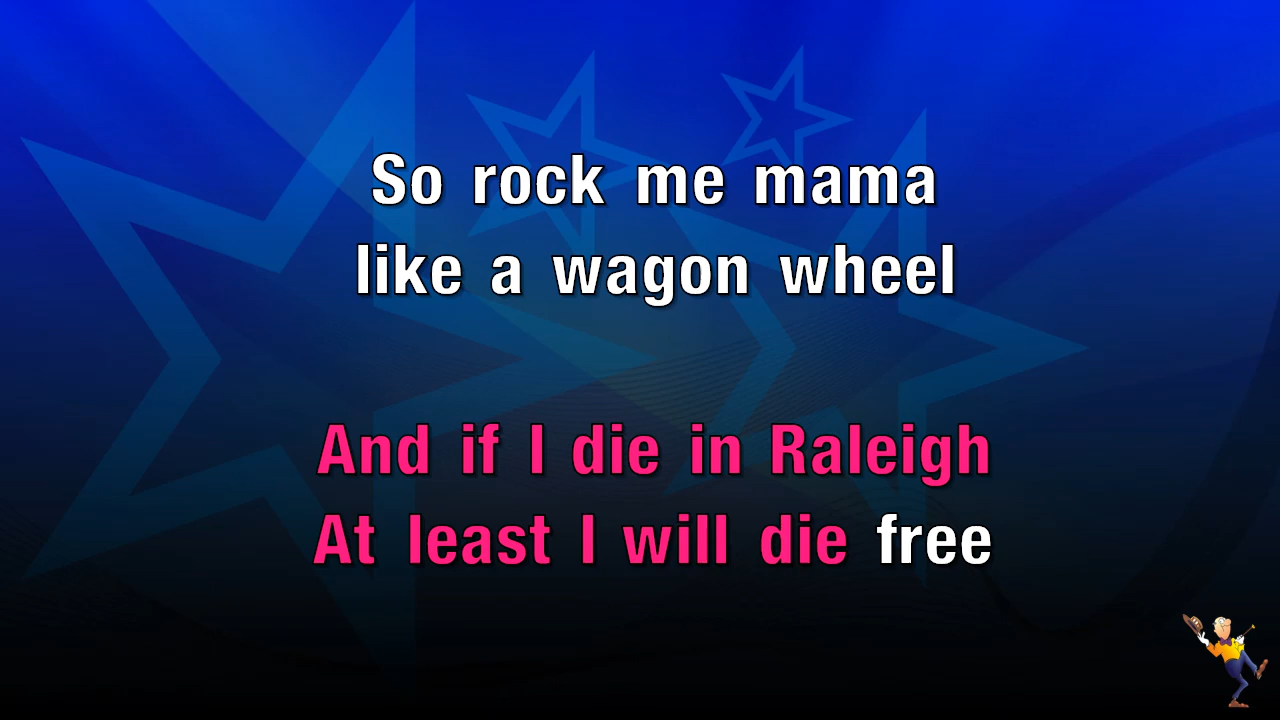 So rock me mama
like a wagon wheel
And if I die in Raleigh
At least I will die free